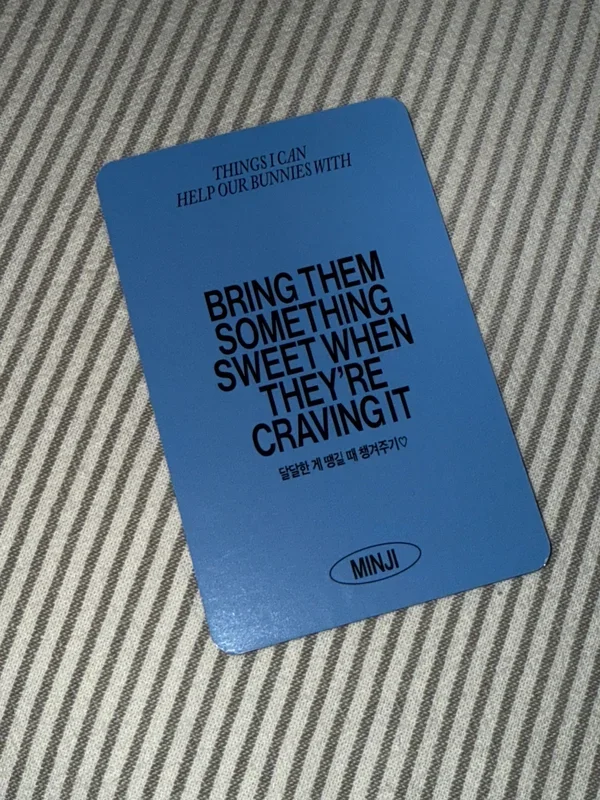 THINGS I CAN
HELP OUR BUNNIES WITH
BRING THEM
SOMETHING
SWEET WHEN
THEY'RE
CRAVING IT
달달한 게 땡길 때 챙겨주기♡
MINJI